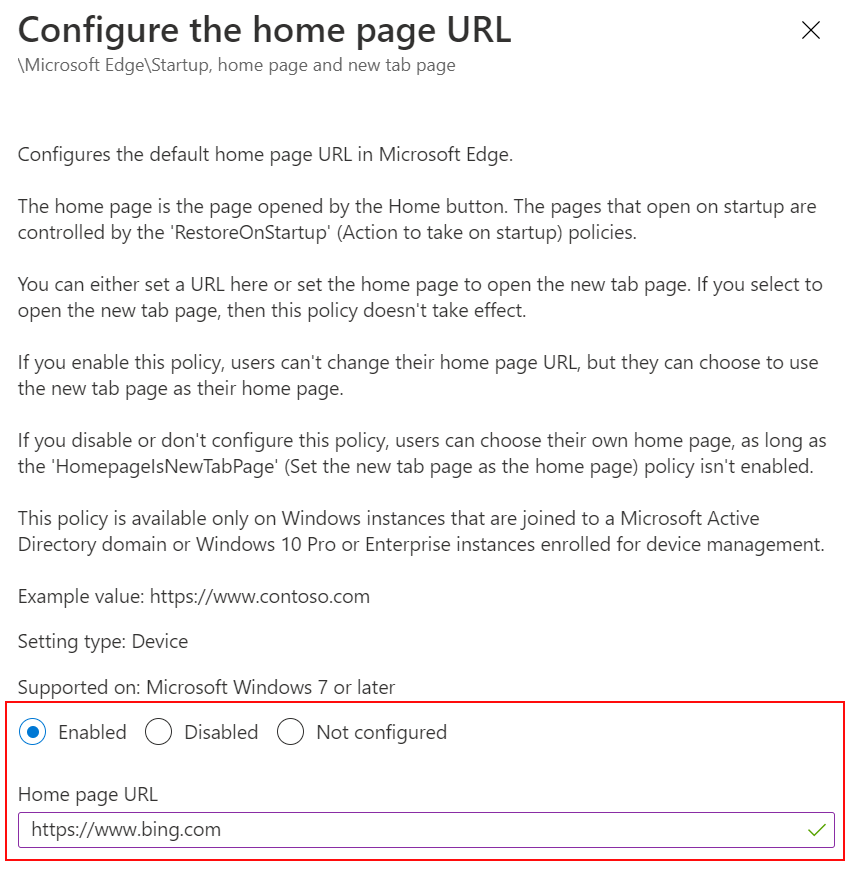 Configure the home page URL
\Microsoft Edge\Startup, home page and new tab page
Configures the default home page URL in Microsoft Edge.
The home page is the page opened by the Home button. The pages that open on startup are
controlled by the 'RestoreOnStartup' (Action to take on startup) policies.
You can either set a URL here or set the home page to open the new tab page. If you select to
open the new tab page, then this policy doesn't take effect.
If you enable this policy, users can't change their home page URL, but they can choose to use
the new tab page as their home page.
If you disable or don't configure this policy, users can choose their own home page, as long as
the 'HomepageIsNewTabPage' (Set the new tab page as the home page) policy isn't enabled.
This policy is available only on Windows instances that are joined to a Microsoft Active
Directory domain or Windows 10 Pro or Enterprise instances enrolled for device management.
Example value: https://www.contoso.com
Setting type: Device
Supported on: Microsoft Windows 7 or later
Enabled Disabled Not configured
Home page URL
https://www.bing.com